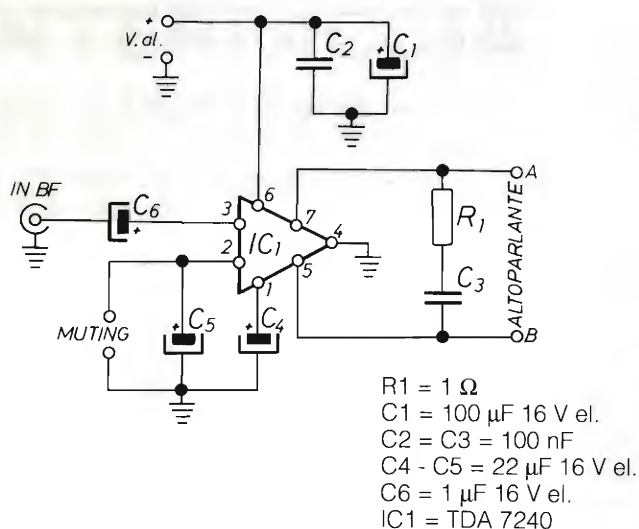 +
V.al.
-
C2
+
C1
IN BF
C6
+
3
6
7
4
2
IC1
1
5
A
R1
C3
ALTOPARLANTE
B
MUTING
+
C5
+
C4
R1 = 1 Ω
C1 = 100 µF 16 V el.
C2 = C3 = 100 nF
C4 - C5 = 22 µF 16 V el.
C6 = 1 µF 16 V el.
IC1 = TDA 7240